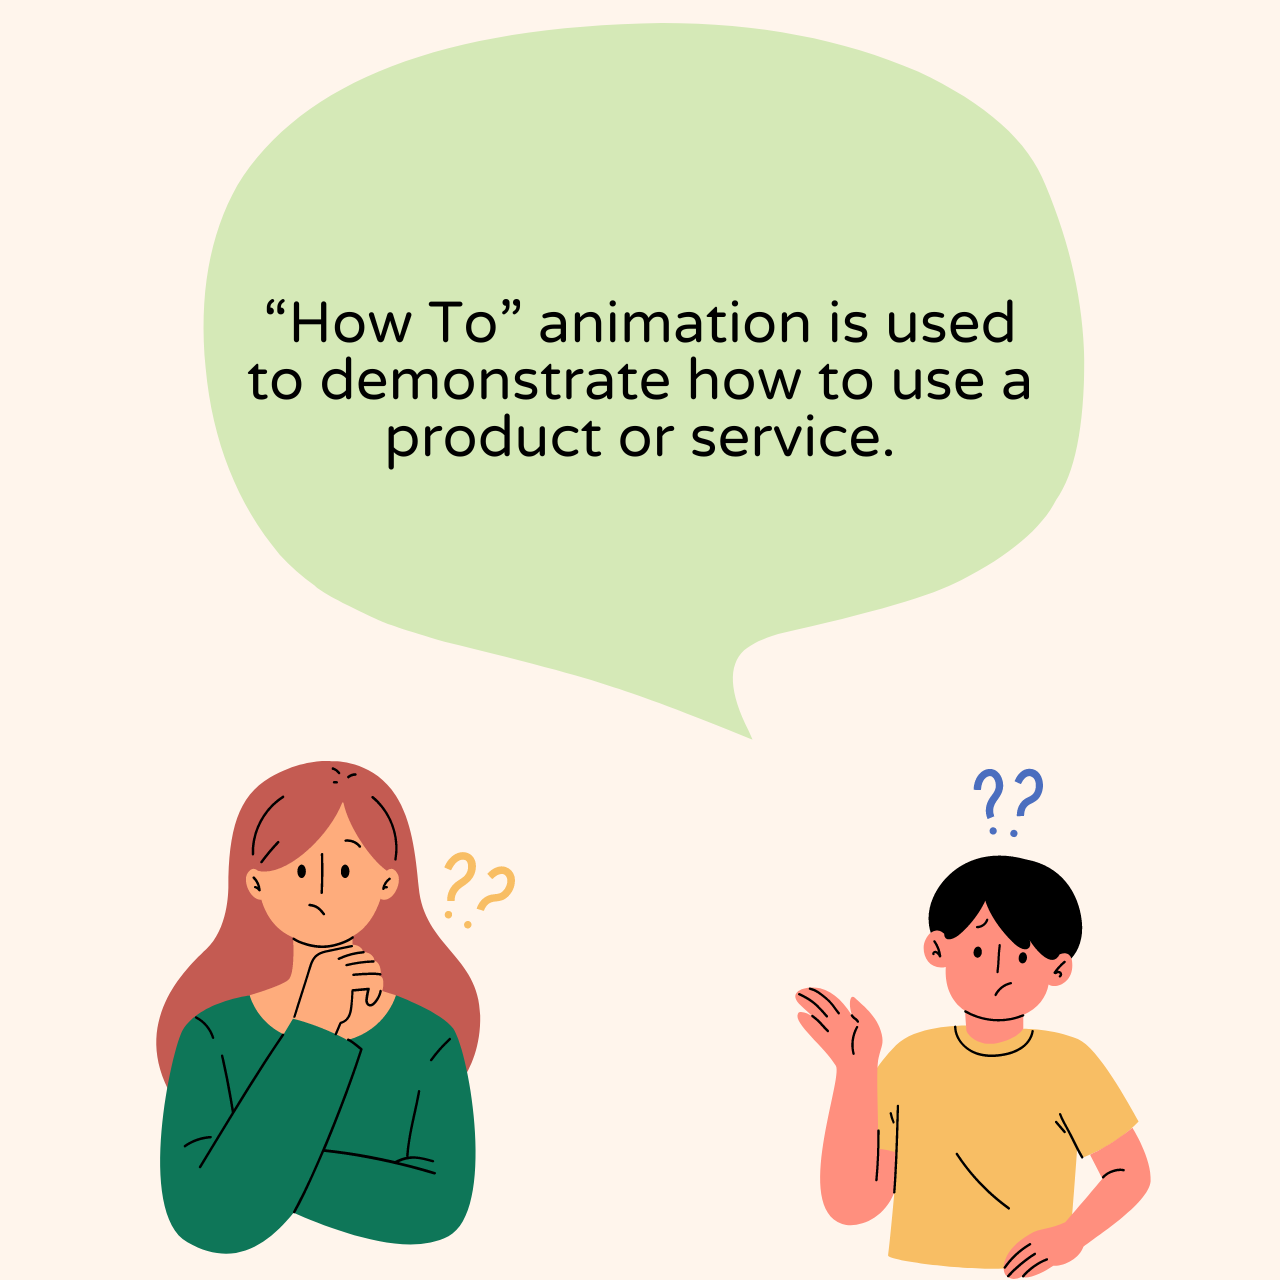 “How To” animation is used
to demonstrate how to use a
product or service.
??
??